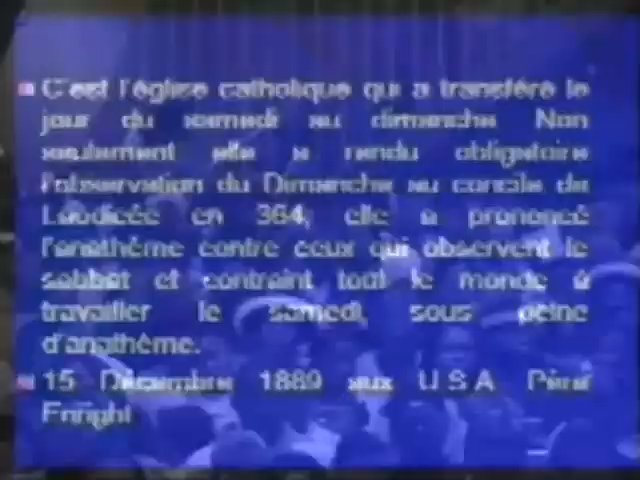 C'est l'église catholique qui a transféré le
jour du samedi au dimanche Non
seulement elle a rendu obligatoire
l'observation du Dimanche au concile de
Laodicée en 364, elle a prononcé
l'anathème contre ceux qui observent le
sabbat et contraint tout le monde à
travailler le samedi, sous peine
d'anathème.
15 Décembre 1889 aux U.S.A Père
Enright